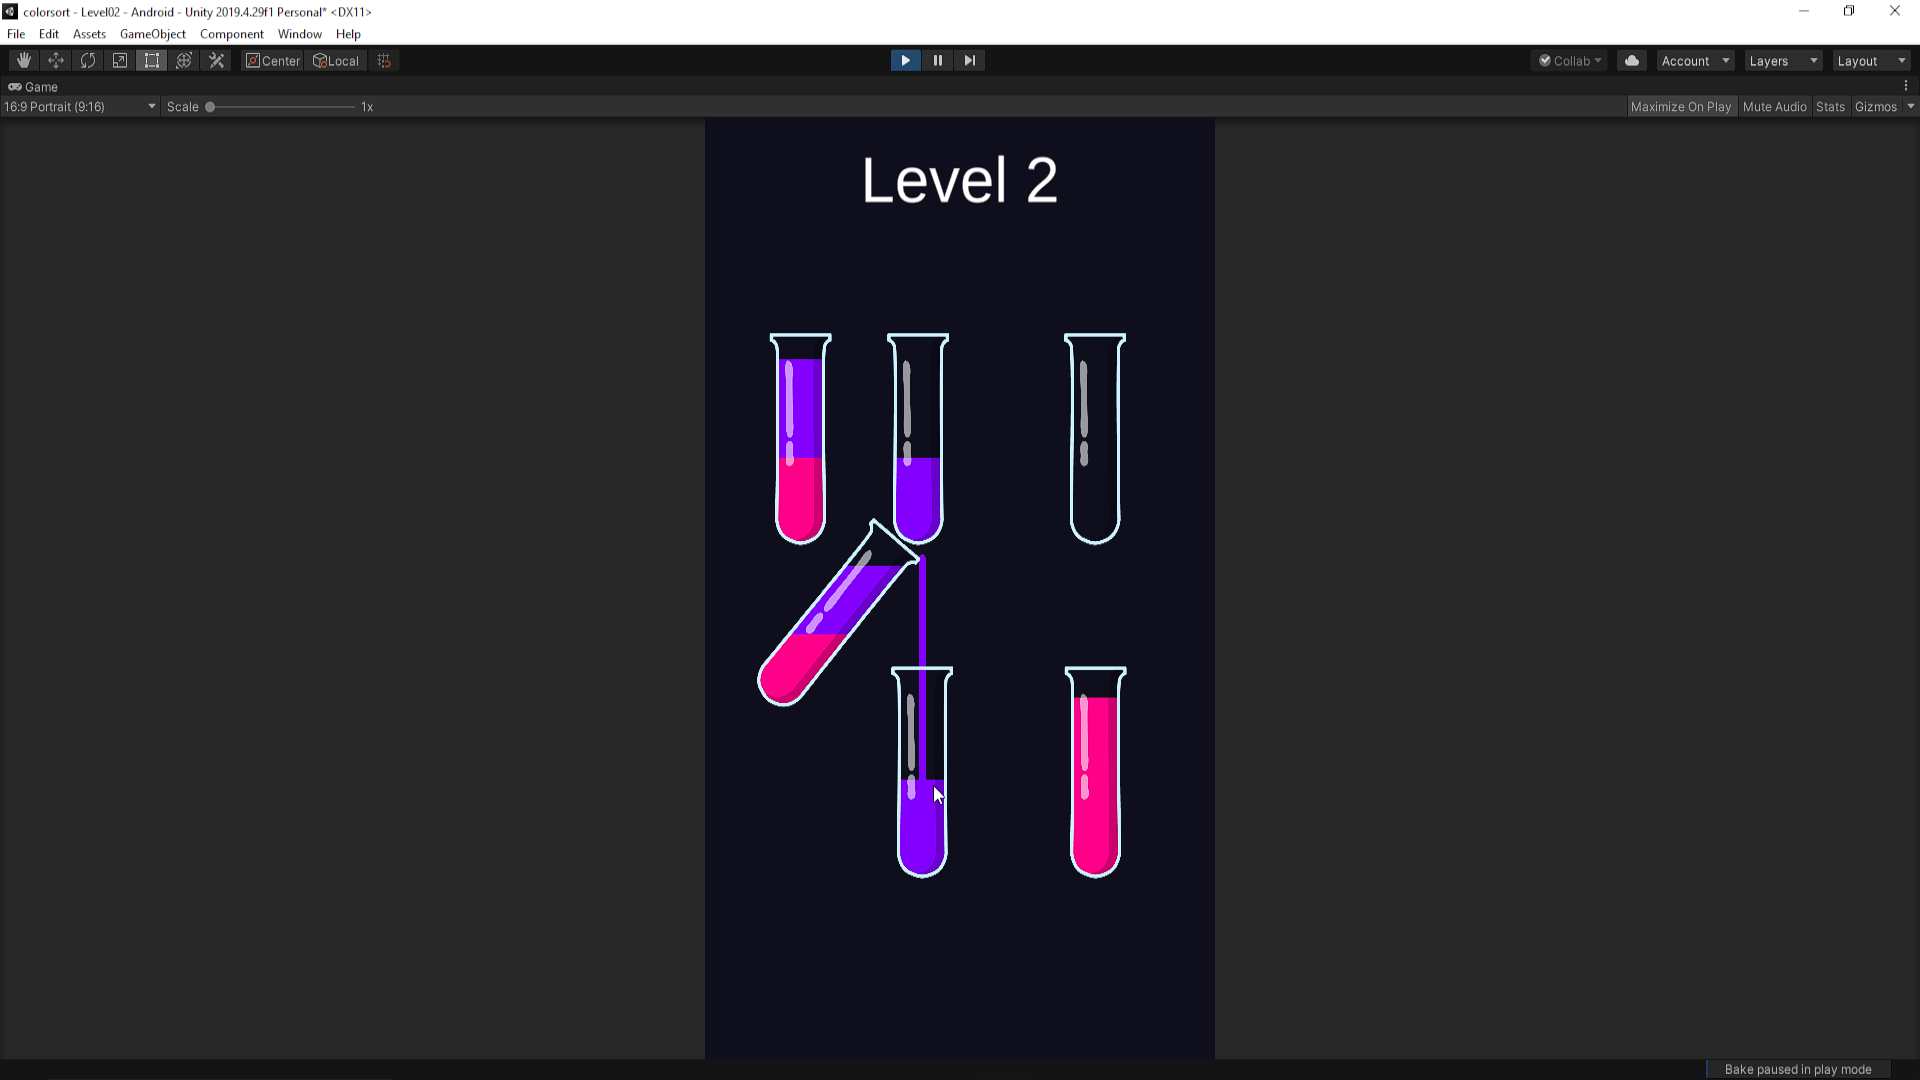 colorsort - Level02 - Android - Unity 2019.4.29f1 Personal* <DX11>
File Edit Assets GameObject Component Window Help
Center Local Collab Account Layers Layout
Game
16:9 Portrait (9:16) Scale 1x Maximize On Play Mute Audio Stats Gizmos
Level 2
Bake paused in play mode